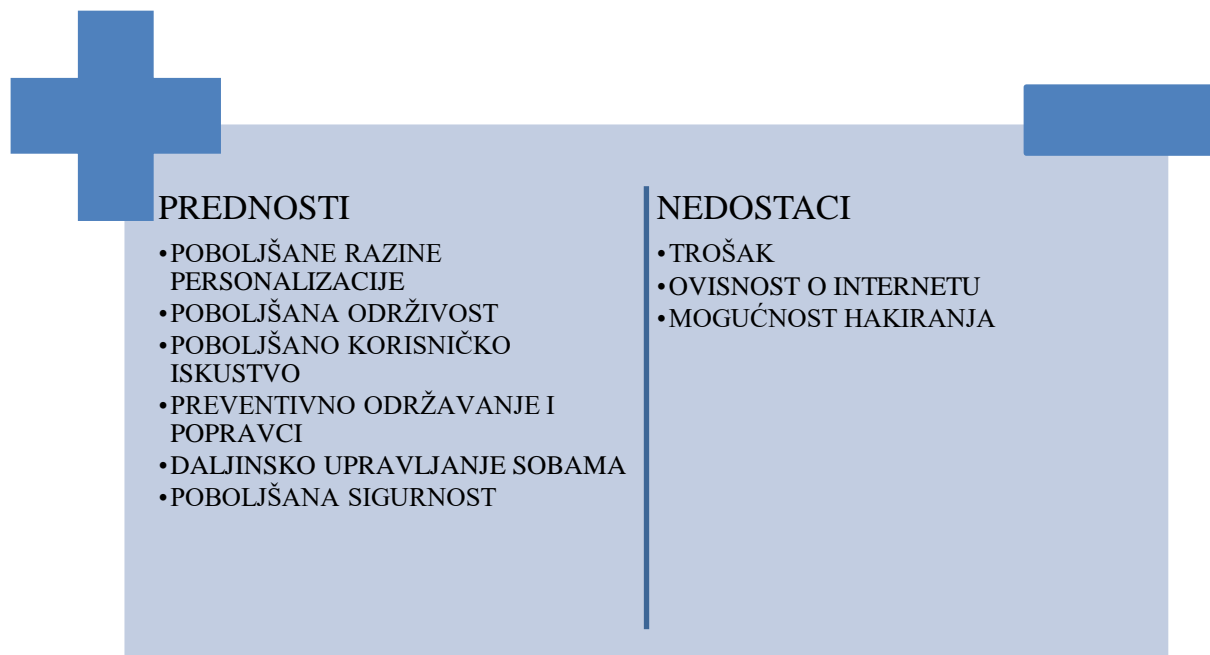 PREDNOSTI
•POBOLJŠANE RAZINE
PERSONALIZACIJE
•POBOLJŠANA ODRŽIVOST
•POBOLJŠANO KORISNIČKO
ISKUSTVO
•PREVENTIVNO ODRŽAVANJE I
POPRAVCI
•DALJINSKO UPRAVLJANJE SOBAMA
•POBOLJŠANA SIGURNOST
NEDOSTACI
•TROŠAK
•OVISNOST O INTERNETU
•MOGUĆNOST HAKIRANJA